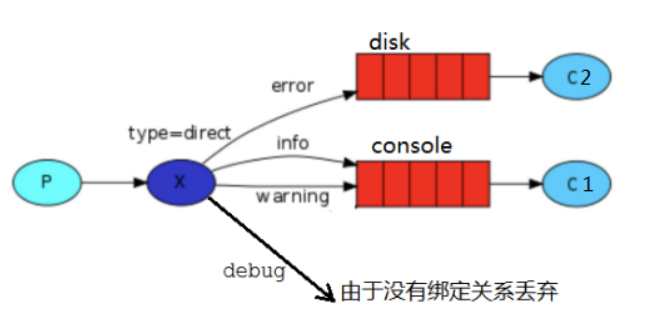 disk
error
C2
type=direct
info
console
P
X
warning
C1
debug
由于没有绑定关系丢弃